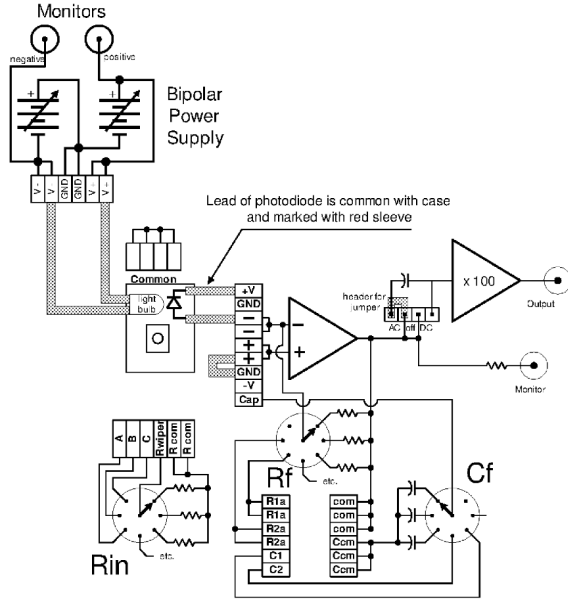 Monitors
negative
positive
+
+
Bipolar
Power
Supply
V -
V -
GND
GND
V +
V +
Lead of photodiode is common with case
and marked with red sleeve
Common
light
bulb
+V
GND
−
−
+
+
GND
-V
Cap
−
+
header for
jumper
AC off DC
x 100
Output
Monitor
A
B
C
Rwiper
R com
R com
etc.
Rin
Rf
etc.
R1a
R1a
R2a
R2a
C1
C2
com
com
com
Ccm
Ccm
Ccm
Cf